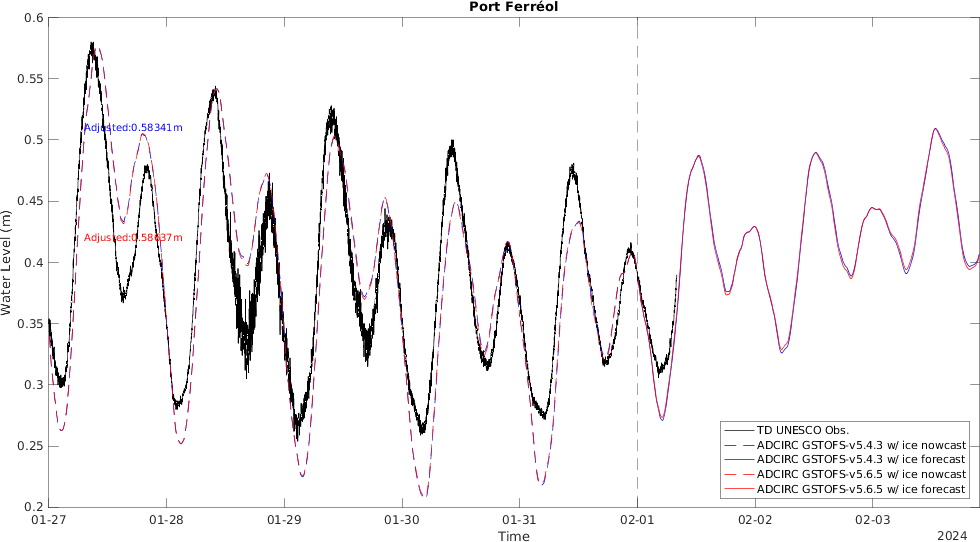 Port Ferréol
Water Level (m)
0.6
0.55
0.5
0.45
0.4
0.35
0.3
0.25
0.2
Adjusted:0.58341m
Adjusted:0.58637m
TD UNESCO Obs.
ADCIRC GSTOFS-v5.4.3 w/ ice nowcast
ADCIRC GSTOFS-v5.4.3 w/ ice forecast
ADCIRC GSTOFS-v5.6.5 w/ ice nowcast
ADCIRC GSTOFS-v5.6.5 w/ ice forecast
01-27 01-28 01-29 01-30 01-31 02-01 02-02 02-03
Time
2024